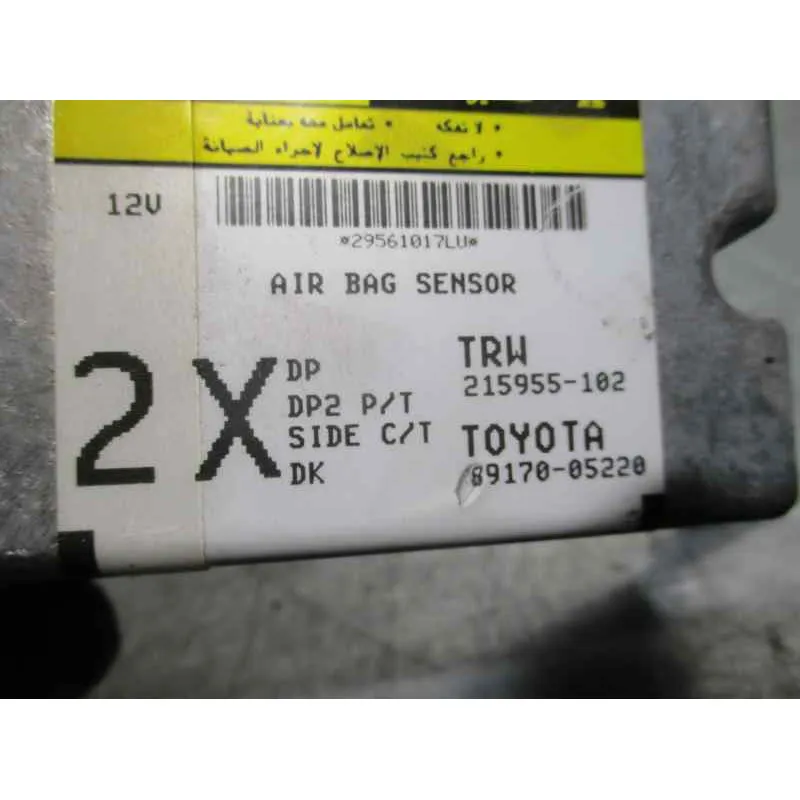 • لا تفكه • تعامل معه بعناية
• راجع كتيب الإصلاح لاجراء الصيانة
12V
*29561017LU*
AIR BAG SENSOR
2X
DP
DP2 P/T
SIDE C/T
DK
TRW
215955-102
TOYOTA
89170-05220